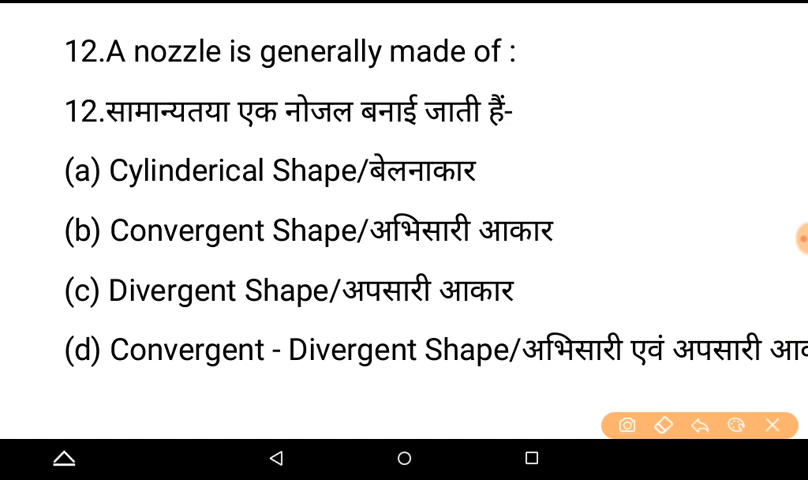 12.A nozzle is generally made of :
12.सामान्यतया एक नोजल बनाई जाती हैं-
(a) Cylinderical Shape/बेलनाकार
(b) Convergent Shape/अभिसारी आकार
(c) Divergent Shape/अपसारी आकार
(d) Convergent - Divergent Shape/अभिसारी एवं अपसारी